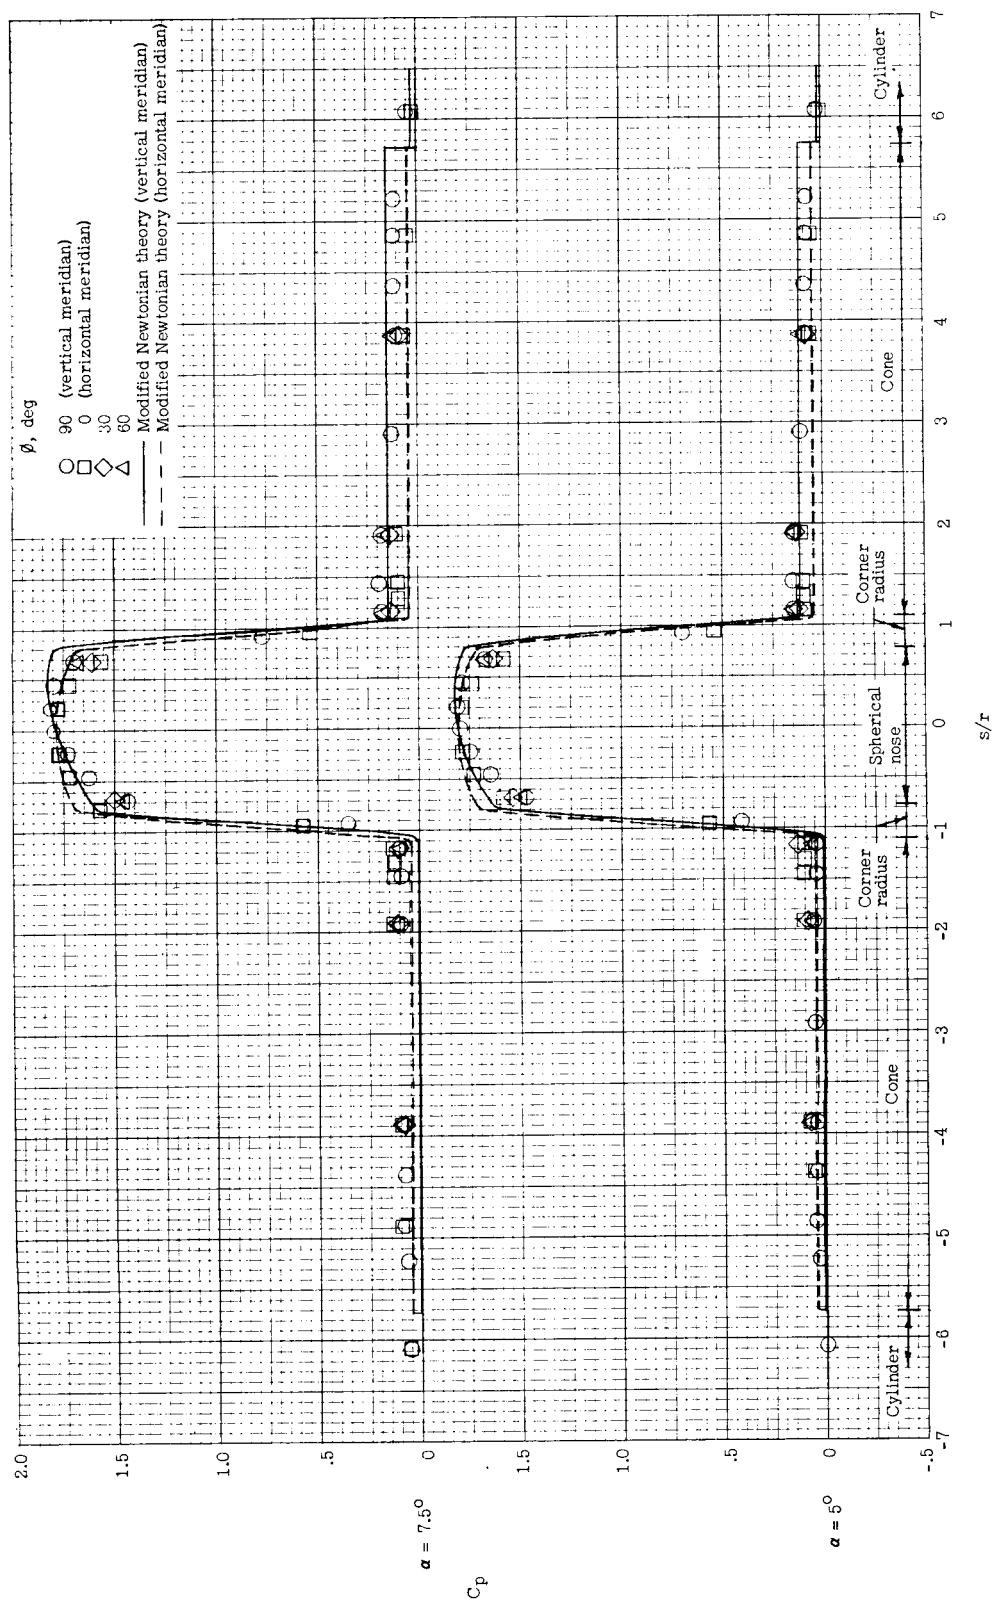 ø, deg
90 (vertical meridian)
0 (horizontal meridian)
30
60
Modified Newtonian theory (vertical meridian)
Modified Newtonian theory (horizontal meridian)
2.0
1.5
1.0
.5
0
α = 7.5°
Cp
1.5
1.0
.5
0
-.5
α = 5°
Cylinder
Cone
Corner radius
Spherical nose
Corner radius
Cone
Cylinder
-7
-6
-5
-4
-3
-2
-1
0
1
2
3
4
5
6
7
s/r